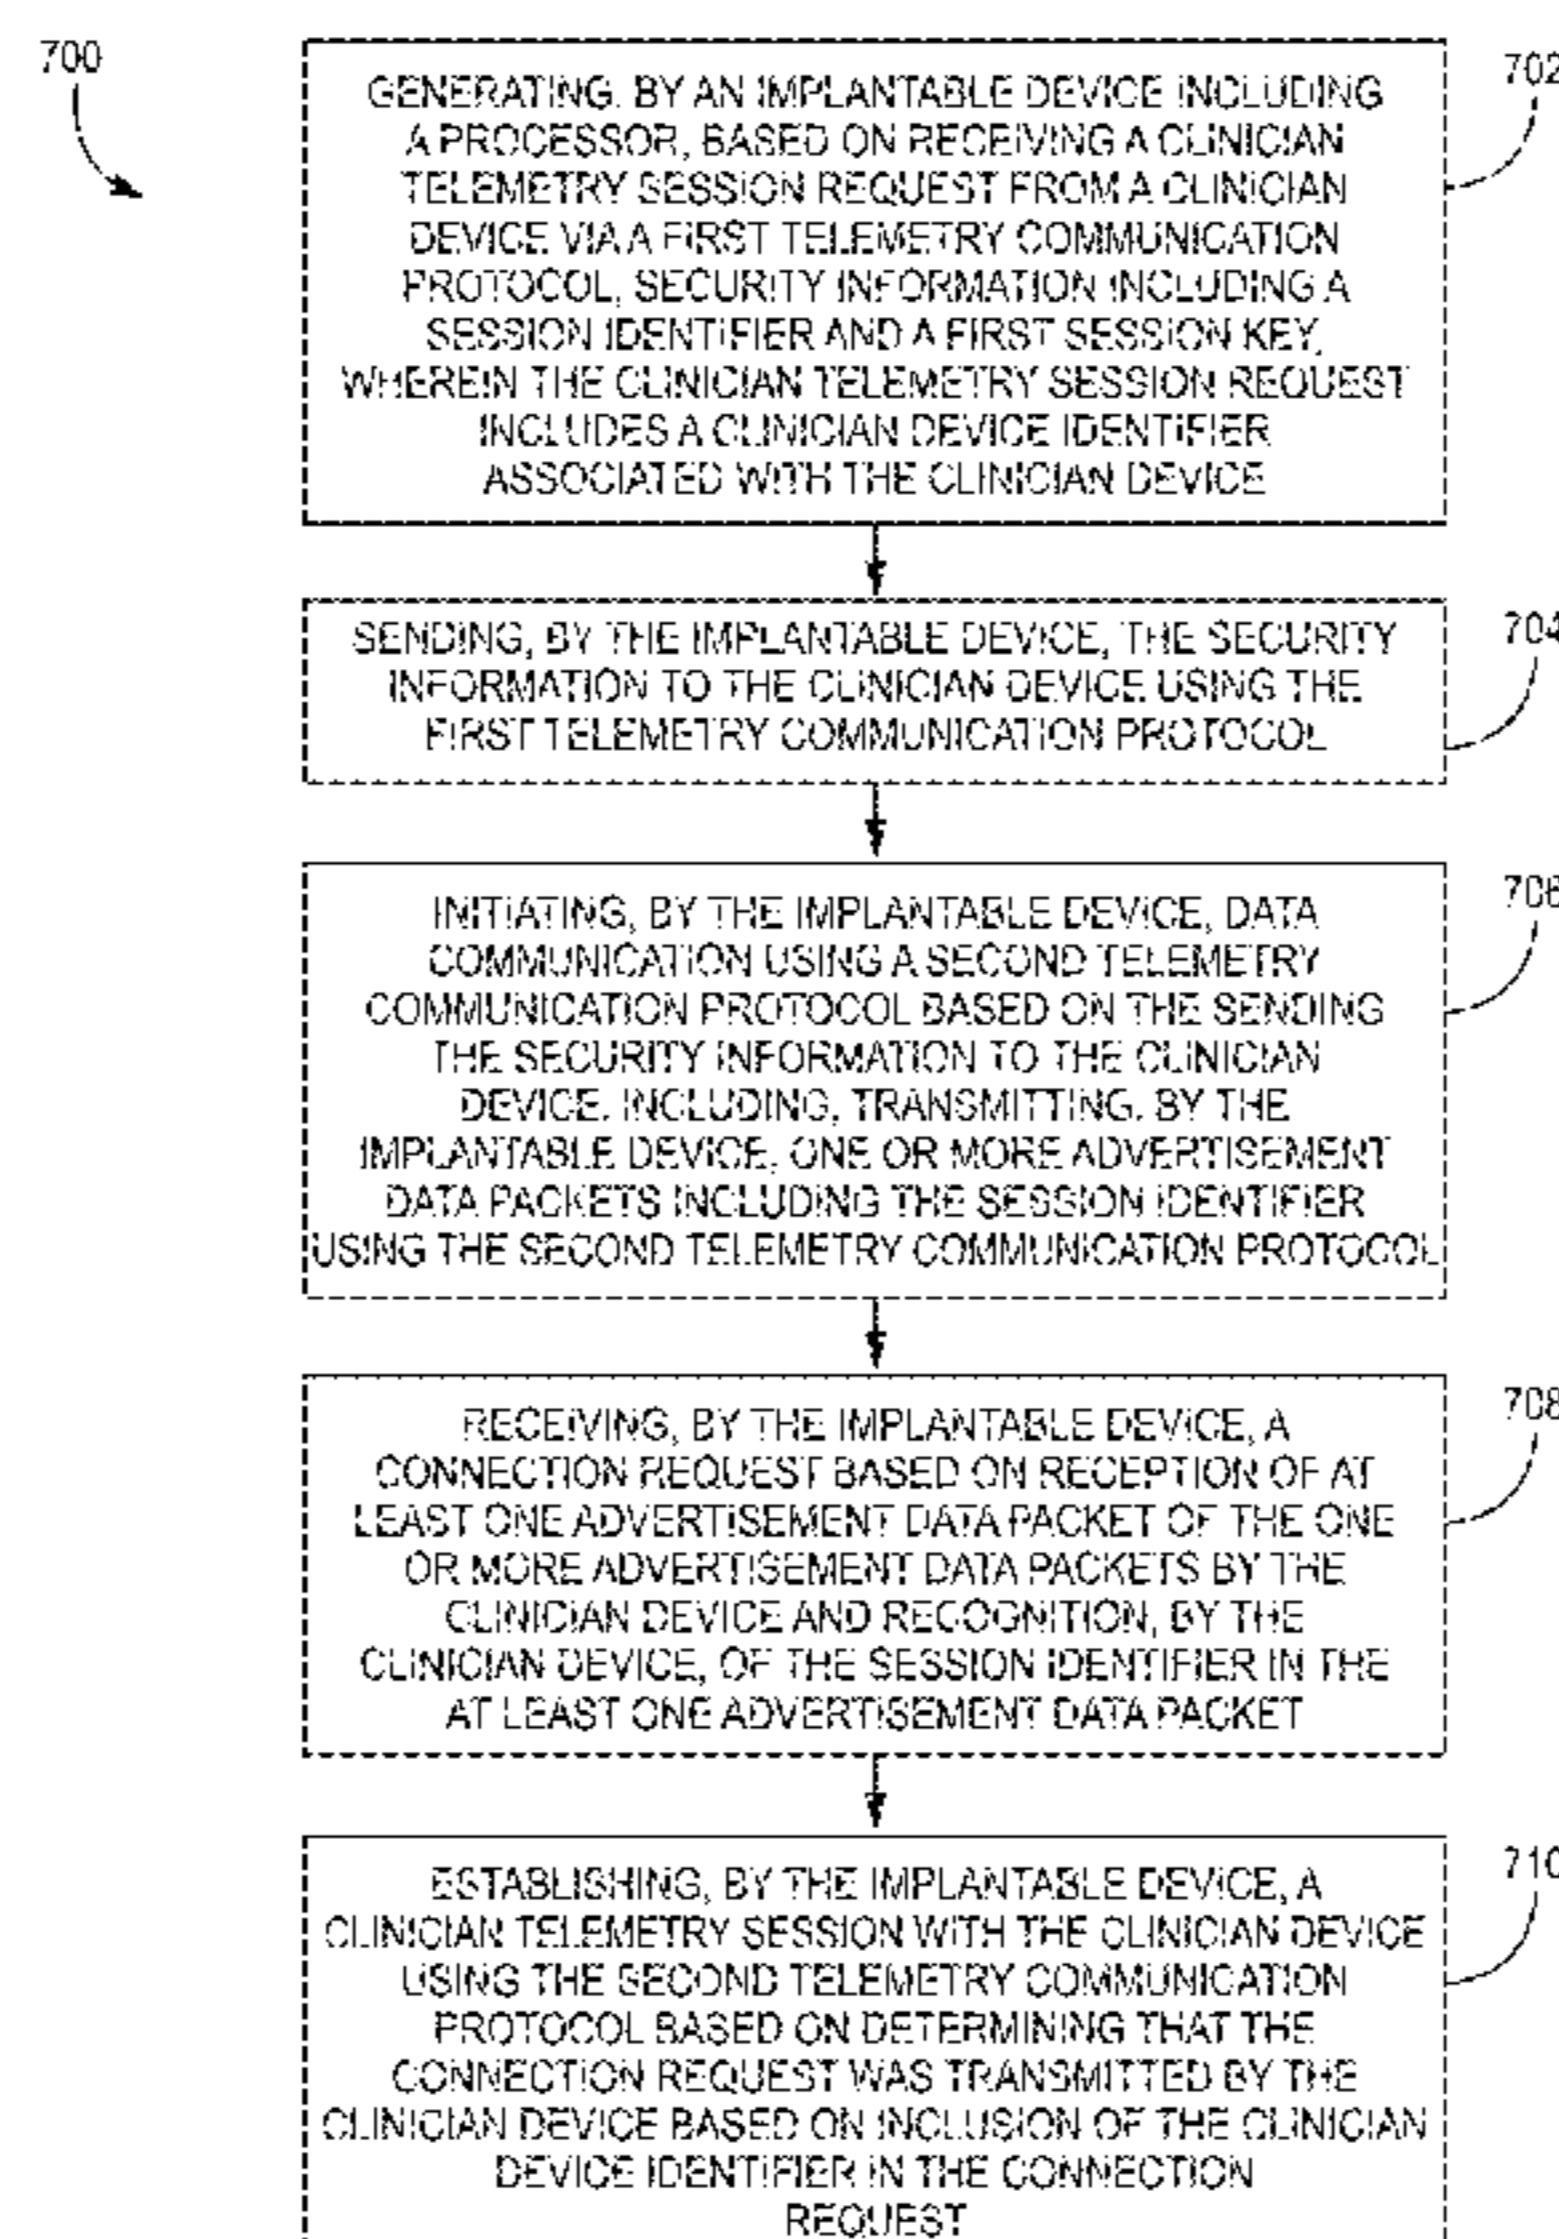 700
702
GENERATING, BY AN IMPLANTABLE DEVICE INCLUDING
A PROCESSOR, BASED ON RECEIVING A CLINICIAN
TELEMETRY SESSION REQUEST FROM A CLINICIAN
DEVICE VIA A FIRST TELEMETRY COMMUNICATION
PROTOCOL, SECURITY INFORMATION INCLUDING A
SESSION IDENTIFIER AND A FIRST SESSION KEY,
WHEREIN THE CLINICIAN TELEMETRY SESSION REQUEST
INCLUDES A CLINICIAN DEVICE IDENTIFIER
ASSOCIATED WITH THE CLINICIAN DEVICE
704
SENDING, BY THE IMPLANTABLE DEVICE, THE SECURITY
INFORMATION TO THE CLINICIAN DEVICE USING THE
FIRST TELEMETRY COMMUNICATION PROTOCOL
706
INITIATING, BY THE IMPLANTABLE DEVICE, DATA
COMMUNICATION USING A SECOND TELEMETRY
COMMUNICATION PROTOCOL BASED ON THE SENDING
THE SECURITY INFORMATION TO THE CLINICIAN
DEVICE, INCLUDING, TRANSMITTING, BY THE
IMPLANTABLE DEVICE, ONE OR MORE ADVERTISEMENT
DATA PACKETS INCLUDING THE SESSION IDENTIFIER
USING THE SECOND TELEMETRY COMMUNICATION PROTOCOL
708
RECEIVING, BY THE IMPLANTABLE DEVICE, A
CONNECTION REQUEST BASED ON RECEPTION OF AT
LEAST ONE ADVERTISEMENT DATA PACKET OF THE ONE
OR MORE ADVERTISEMENT DATA PACKETS BY THE
CLINICIAN DEVICE AND RECOGNITION, BY THE
CLINICIAN DEVICE, OF THE SESSION IDENTIFIER IN THE
AT LEAST ONE ADVERTISEMENT DATA PACKET
710
ESTABLISHING, BY THE IMPLANTABLE DEVICE, A
CLINICIAN TELEMETRY SESSION WITH THE CLINICIAN DEVICE
USING THE SECOND TELEMETRY COMMUNICATION
PROTOCOL BASED ON DETERMINING THAT THE
CONNECTION REQUEST WAS TRANSMITTED BY THE
CLINICIAN DEVICE BASED ON INCLUSION OF THE CLINICIAN
DEVICE IDENTIFIER IN THE CONNECTION
REQUEST